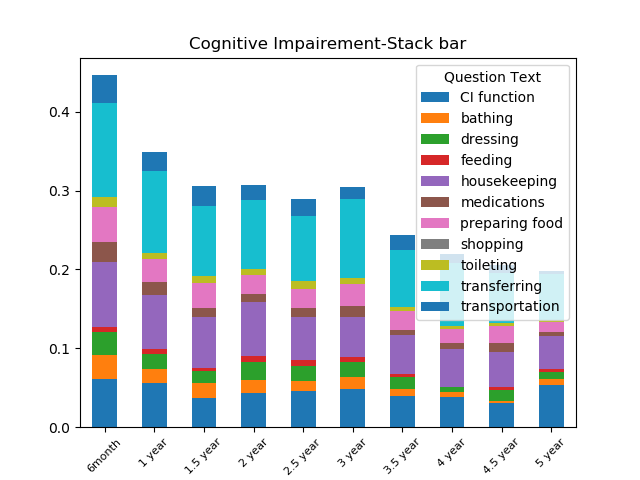 Cognitive Impairement-Stack bar
Question Text
CI function
bathing
dressing
feeding
housekeeping
medications
preparing food
shopping
toileting
transferring
transportation
0.4
0.3
0.2
0.1
0.0
6month
1 year
1.5 year
2 year
2.5 year
3 year
3.5 year
4 year
4.5 year
5 year